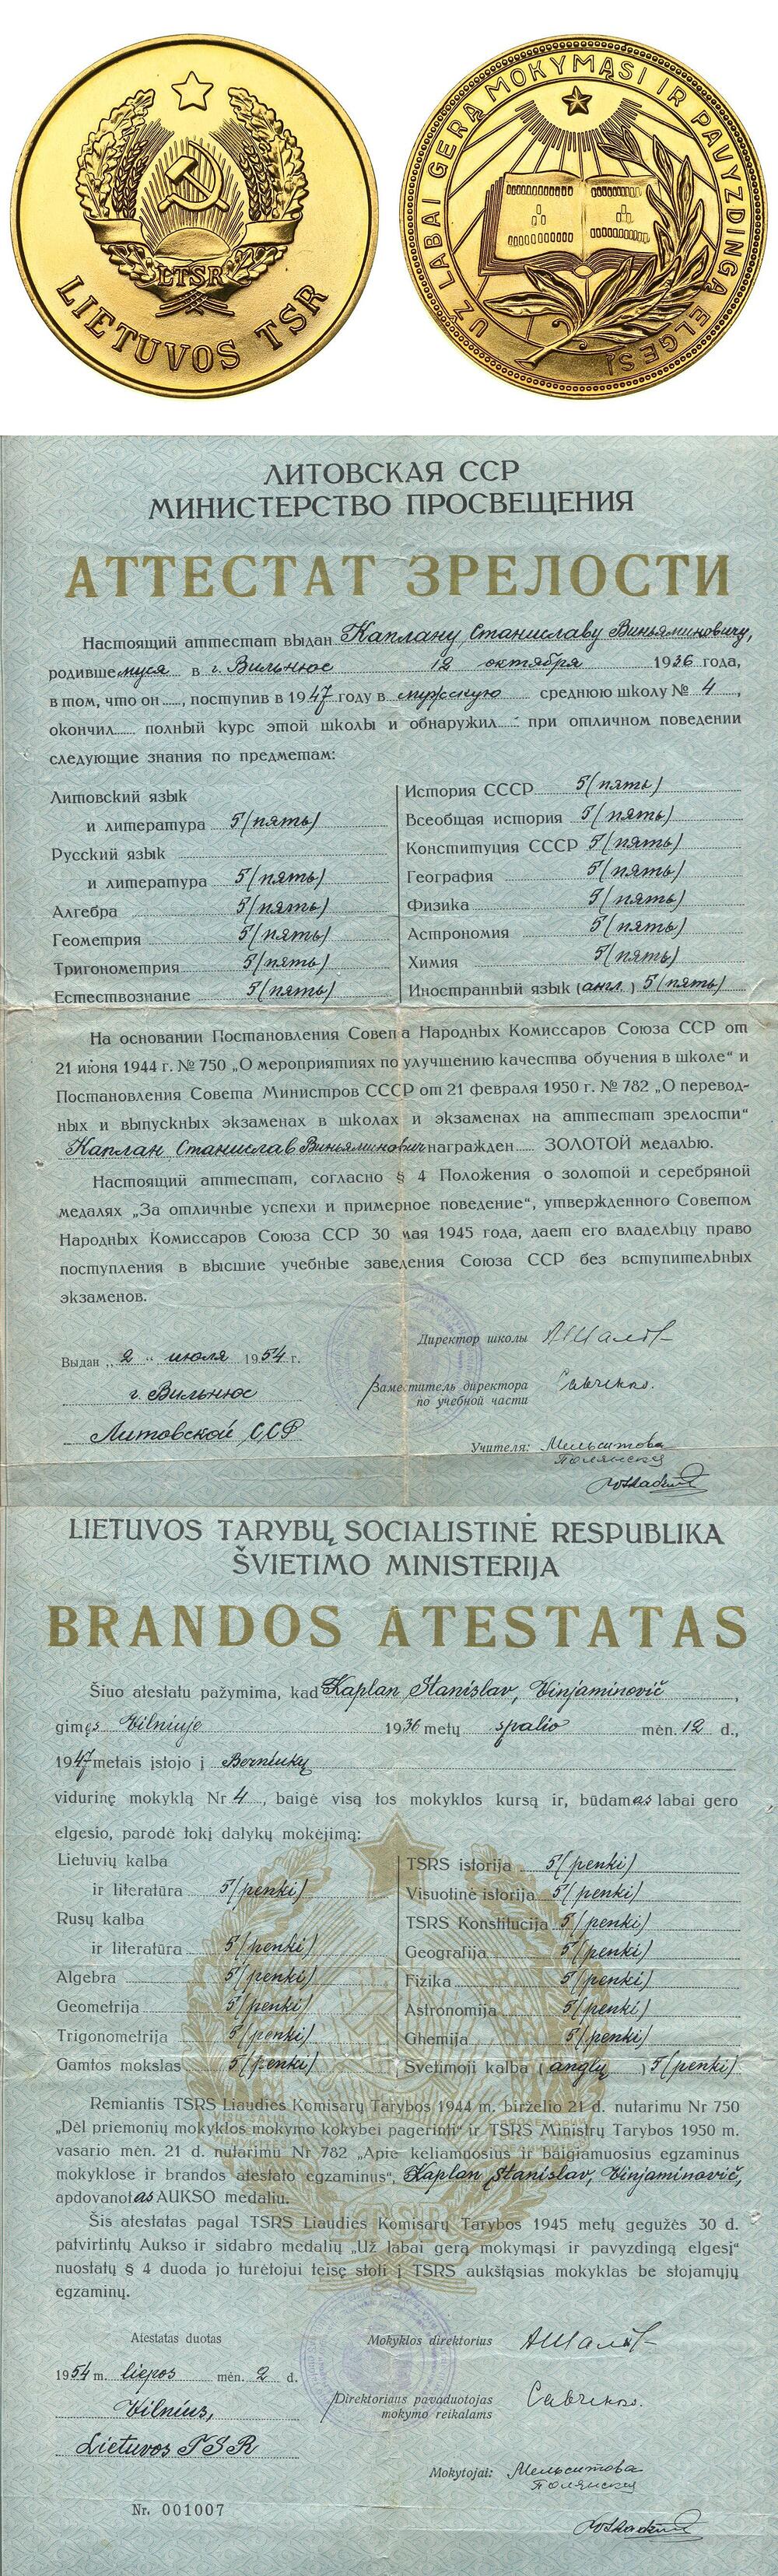 LTSR
LIETUVOS TSR
UŽ LABAI GERĄ MOKYMĄSI IR PAVYZDINGĄ ELGESĮ
ЛИТОВСКАЯ ССР
МИНИСТЕРСТВО ПРОСВЕЩЕНИЯ
АТТЕСТАТ ЗРЕЛОСТИ
Настоящий аттестат выдан Каплану, Станиславу Виньяминовичу,
родившемуся в г. Вильнюс 12 октября 1936 года,
в том, что он , поступив в 1947 году в мужскую среднюю школу № 4 ,
окончил полный курс этой школы и обнаружил : при отличном поведении
следующие знания по предметам:
Литовский язык
и литература 5 (пять)
Русский язык
и литература 5 (пять)
Алгебра 5 (пять)
Геометрия 5 (пять)
Тригонометрия 5 (пять)
Естествознание 5 (пять)
История СССР 5 (пять)
Всеобщая история 5 (пять)
Конституция СССР 5 (пять)
География 5 (пять)
Физика 5 (пять)
Астрономия 5 (пять)
Химия 5 (пять)
Иностранный язык (англ.) 5 (пять)
На основании Постановления Совета Народных Комиссаров Союза ССР от
21 июня 1944 г. № 750 „О мероприятиях по улучшению качества обучения в школе“ и
Постановления Совета Министров СССР от 21 февраля 1950 г. № 782 „О перевод-
ных и выпускных экзаменах в школах и экзаменах на аттестат зрелости“
Каплан Станислав Виньяминович награжден ЗОЛОТОЙ медалью.
Настоящий аттестат, согласно § 4 Положения о золотой и серебряной
медалях „За отличные успехи и примерное поведение“, утвержденного Советом
Народных Комиссаров Союза ССР 30 мая 1945 года, дает его владельцу право
поступления в высшие учебные заведения Союза ССР без вступительных
экзаменов.
Директор школы
Выдан „2“ июля 1954 г.
г. Вильнюс
Литовской ССР
Заместитель директора Савченко.
по учебной части
Учителя:
LIETUVOS TARYBŲ SOCIALISTINĖ RESPUBLIKA
ŠVIETIMO MINISTERIJA
BRANDOS ATESTATAS
Šiuo atestatu pažymima, kad Kaplan Stanislav, Vinjaminovič ,
gimęs Vilniuje 1936 metų spalio mėn. 12 d.,
1947 metais įstojo į Berniukų
vidurinę mokyklą Nr 4 , baigė visą tos mokyklos kursą ir, būdamas labai gero
elgesio, parodė tokį dalykų mokėjimą:
Lietuvių kalba
ir literatūra 5 (penki)
Rusų kalba
ir literatūra 5 (penki)
Algebra 5 (penki)
Geometrija 5 (penki)
Trigonometrija 5 (penki)
Gamtos mokslas 5 (penki)
TSRS istorija 5 (penki)
Visuotinė istorija 5 (penki)
TSRS Konstitucija 5 (penki)
Geografija 5 (penki)
Fizika 5 (penki)
Astronomija 5 (penki)
Chemija 5 (penki)
Svetimoji kalba (anglų) 5 (penki)
Remiantis TSRS Liaudies Komisarų Tarybos 1944 m. birželio 21 d. nutarimu Nr 750
„Dėl priemonių mokyklos mokymo kokybei pagerinti“ ir TSRS Ministrų Tarybos 1950 m.
vasario mėn. 21 d. nutarimu Nr 782 „Apie keliamuosius ir baigiamuosius egzaminus
mokyklose ir brandos atestato egzaminus“, Kaplan Stanislav, Vinjaminovič,
apdovanotas AUKSO medaliu.
Šis atestatas pagal TSRS Liaudies Komisarų Tarybos 1945 metų gegužės 30 d.
patvirtintų Aukso ir sidabro medalių „Už labai gerą mokymąsi ir pavyzdingą elgesį“
nuostatų § 4 duoda jo turėtojui teisę stoti į TSRS aukštąsias mokyklas be stojamųjų
egzaminų.
Atestatas duotas
1954 m. liepos mėn. 2 d.
Vilnius,
Lietuvos TSR
Mokyklos direktorius
Direktoriaus pavaduotojas Савченко.
mokymo reikalams
Mokytojai:
Nr. 001007